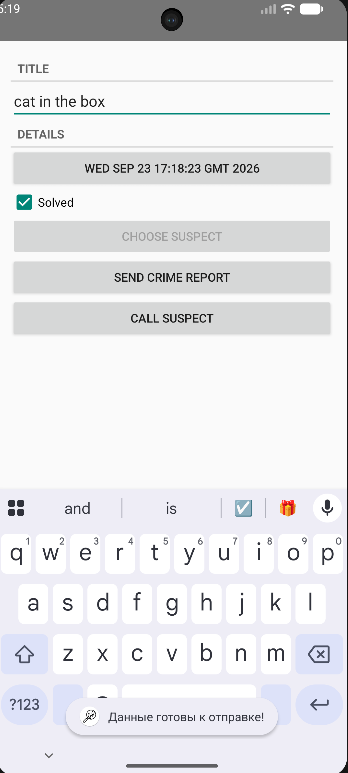 5:19
TITLE
cat in the box
DETAILS
WED SEP 23 17:18:23 GMT 2026
Solved
CHOOSE SUSPECT
SEND CRIME REPORT
CALL SUSPECT
and is
q1 w2 e3 r4 t5 y6 u7 i8 o9 p0
a s d f g h j k l
z x c v b n m
?123
Данные готовы к отправке!